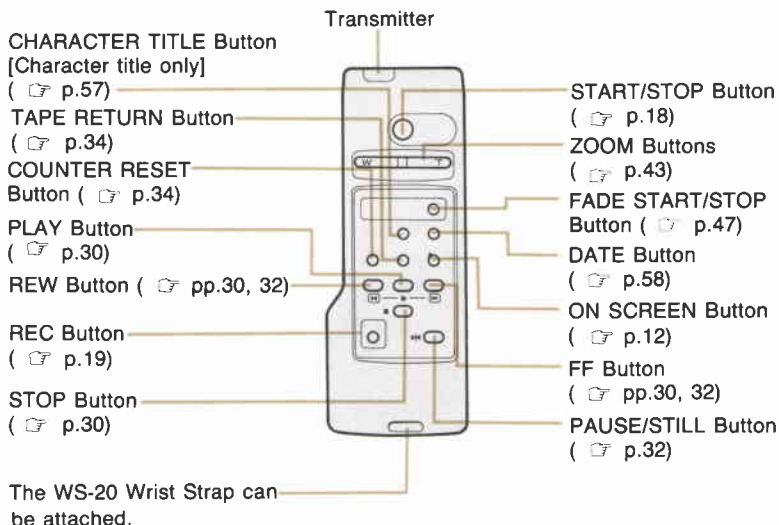 Transmitter
CHARACTER TITLE Button
[Character title only]
( ☞ p.57)
TAPE RETURN Button
( ☞ p.34)
COUNTER RESET
Button ( ☞ p.34)
PLAY Button
( ☞ p.30)
REW Button ( ☞ pp.30, 32)
REC Button
( ☞ p.19)
STOP Button
( ☞ p.30)
The WS-20 Wrist Strap can
be attached.
W T
START/STOP Button
( ☞ p.18)
ZOOM Buttons
( ☞ p.43)
FADE START/STOP
Button ( ☞ p.47)
DATE Button
( ☞ p.58)
ON SCREEN Button
( ☞ p.12)
FF Button
( ☞ pp.30, 32)
PAUSE/STILL Button
( ☞ p.32)